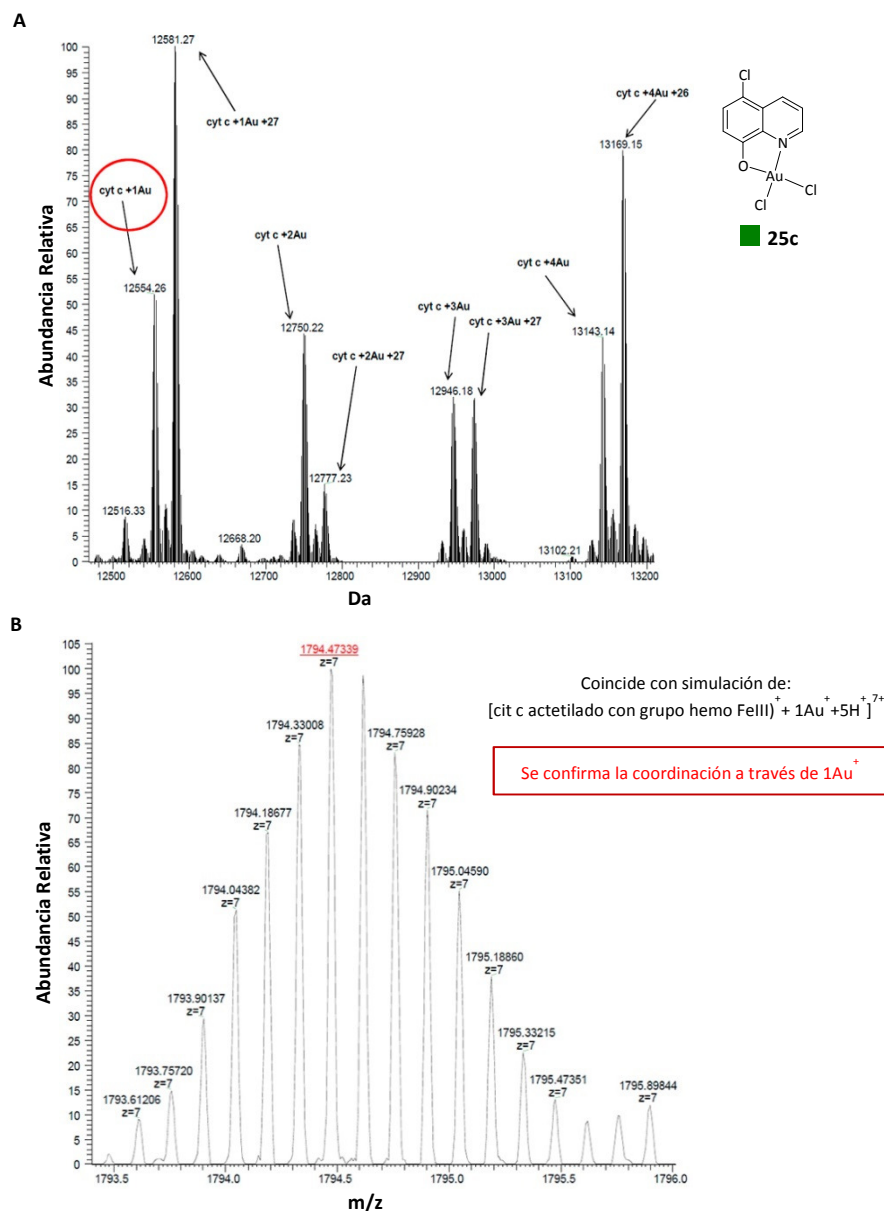 A
Abundancia Relativa
100
95
90
85
80
75
70
65
60
55
50
45
40
35
30
25
20
15
10
5
0
12581.27
cyt c +1Au +27
cyt c +1Au
12554.26
12516.33
12668.20
cyt c +2Au
12750.22
cyt c +2Au +27
12777.23
cyt c +3Au
12946.18
cyt c +3Au +27
cyt c +4Au
13143.14
cyt c +4Au +26
13169.15
13102.21
12500 12600 12700 12800 12900 13000 13100 13200
Da
Cl
N
O
Au
Cl
Cl
25c
B
Abundancia Relativa
105
100
95
90
85
80
75
70
65
60
55
50
45
40
35
30
25
20
15
10
5
0
1794.47339
z=7
1794.33008
z=7
1794.75928
z=7
1794.90234
z=7
1794.18677
z=7
1794.04382
z=7
1795.04590
z=7
1795.18860
z=7
1793.90137
z=7
1795.33215
z=7
1793.75720
z=7
1793.61206
z=7
1795.47351
z=7
1795.89844
z=7
1793.5 1794.0 1794.5 1795.0 1795.5 1796.0
m/z
Coincide con simulación de:
[cit c actetilado con grupo hemo FeIII)⁺ + 1Au⁺ +5H⁺]⁷⁺
Se confirma la coordinación a través de 1Au⁺